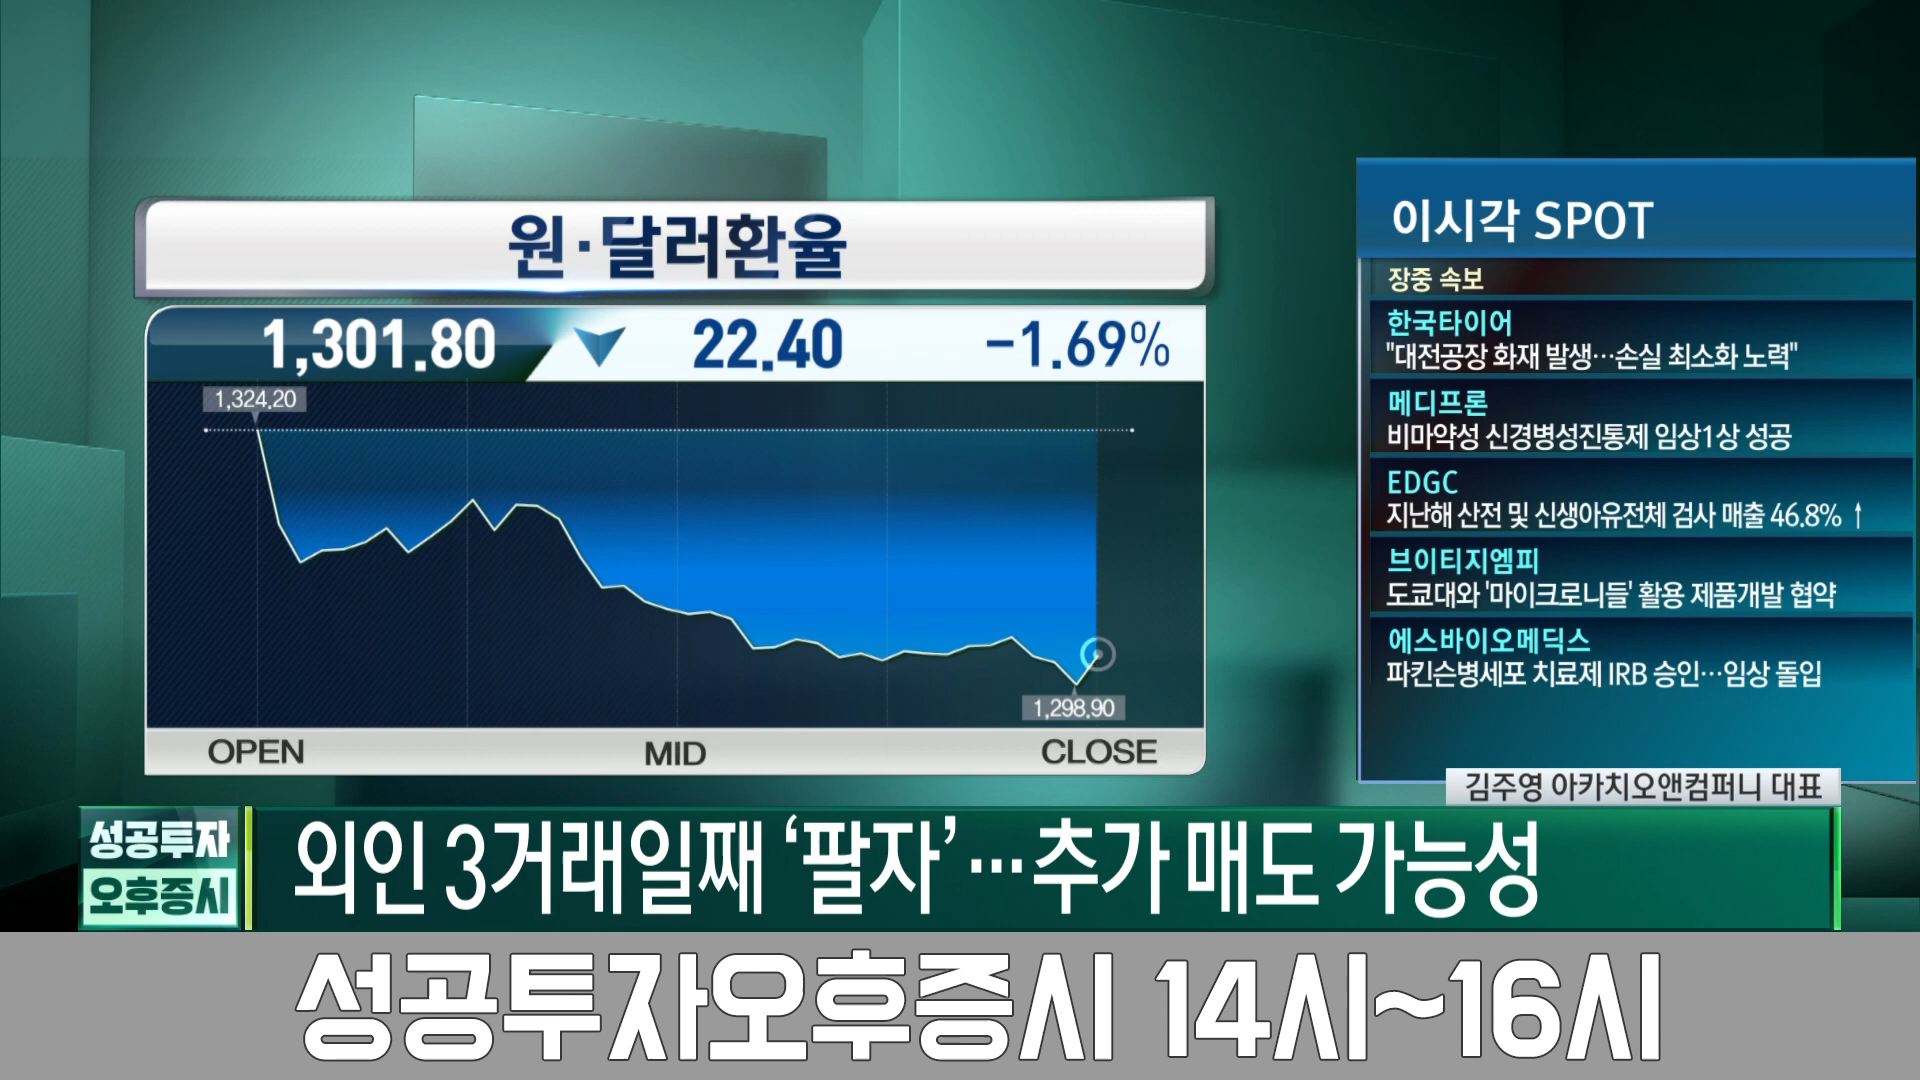 원·달러환율
1,301.80 ▼ 22.40 -1.69%
1,324.20
1,298.90
OPEN MID CLOSE
이시각 SPOT
장중 속보
한국타이어
"대전공장 화재 발생…손실 최소화 노력"
메디프론
비마약성 신경병성진통제 임상1상 성공
EDGC
지난해 산전 및 신생아유전체 검사 매출 46.8% ↑
브이티지엠피
도쿄대와 '마이크로니들' 활용 제품개발 협약
에스바이오메딕스
파킨슨병세포 치료제 IRB 승인…임상 돌입
김주영 아카치오앤컴퍼니 대표
성공투자
오후증시
외인 3거래일째 ‘팔자’…추가 매도 가능성
성공투자오후증시 14시~16시